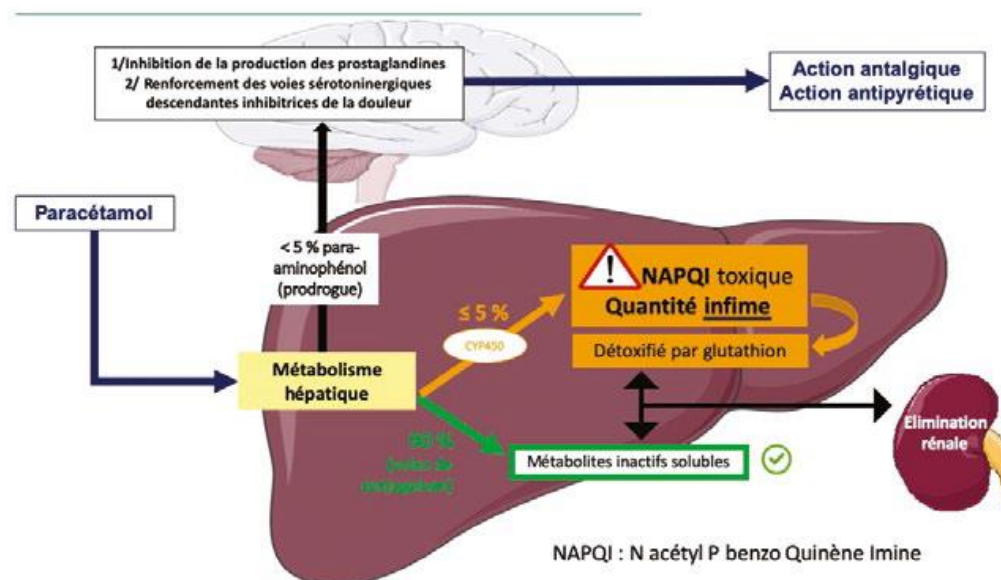 1/Inhibition de la production des prostaglandines
2/ Renforcement des voies sérotoninergiques
descendantes inhibitrices de la douleur
Action antalgique
Action antipyrétique
Paracétamol
< 5 % para-
aminophénol
(prodrogue)
NAPQI toxique
Quantité infime
≤ 5 %
CYP450
Détoxifié par glutathion
Métabolisme
hépatique
Elimination
rénale
Métabolites inactifs solubles
NAPQI : N acétyl P benzo Quinène Imine